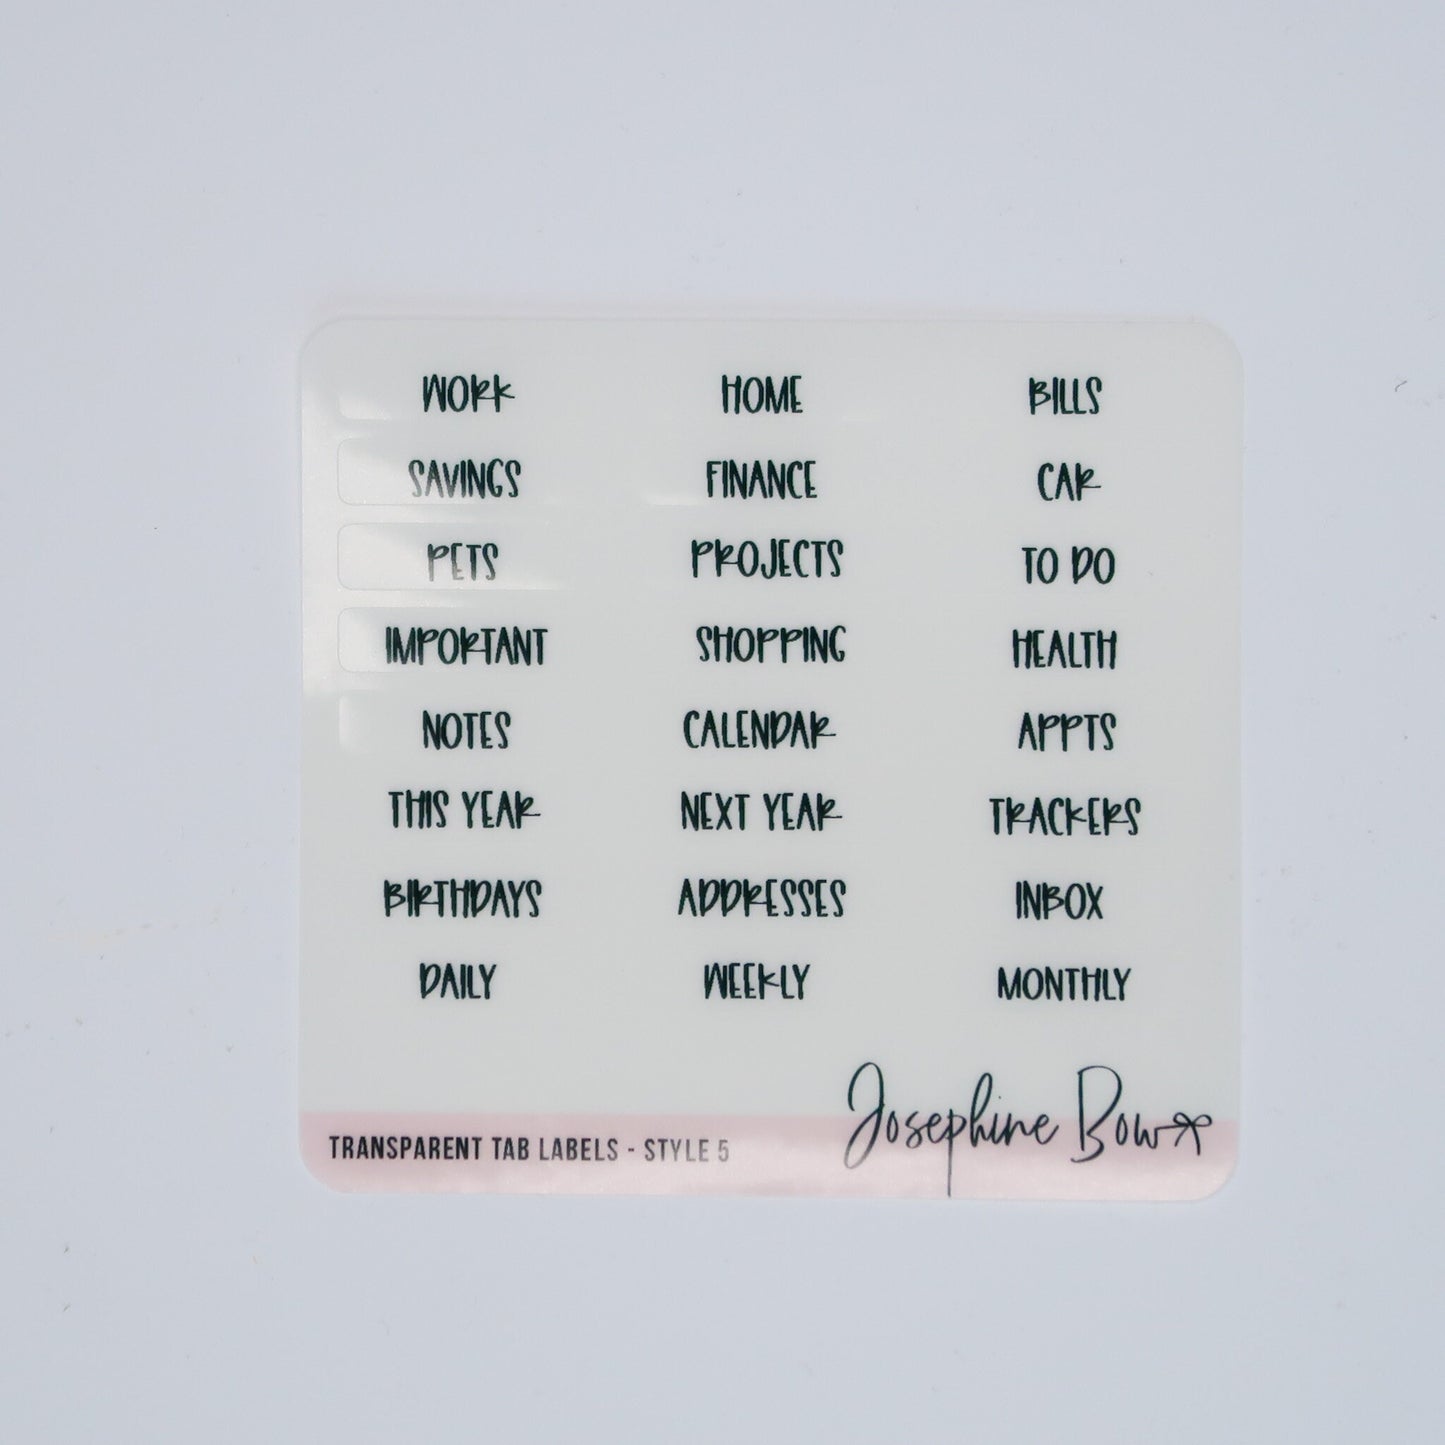 WORK HOME BILLS
SAVINGS FINANCE CAR
PETS PROJECTS TO DO
IMPORTANT SHOPPING HEALTH
NOTES CALENDAR APPTS
THIS YEAR NEXT YEAR TRACKERS
BIRTHDAYS ADDRESSES INBOX
DAILY WEEKLY MONTHLY
Josephine Bow
TRANSPARENT TAB LABELS - STYLE 5